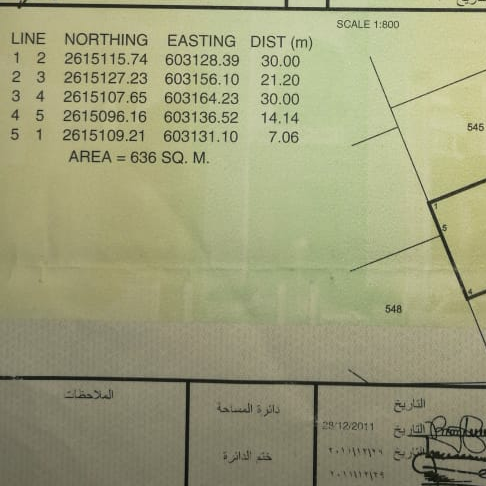 SCALE 1:800
LINE NORTHING EASTING DIST (m)
1 2 2615115.74 603128.39 30.00
2 3 2615127.23 603156.10 21.20
3 4 2615107.65 603164.23 30.00
4 5 2615096.16 603136.52 14.14
5 1 2615109.21 603131.10 7.06
AREA = 636 SQ. M.
545
1
5
4
548
الملاحظات
دائرة المساحة
التاريخ
29/12/2011 التاريخ
ختم الدائرة
٢٠١١/١٢/٢٩ التاريخ
٢٠١١/١٢/٢٩